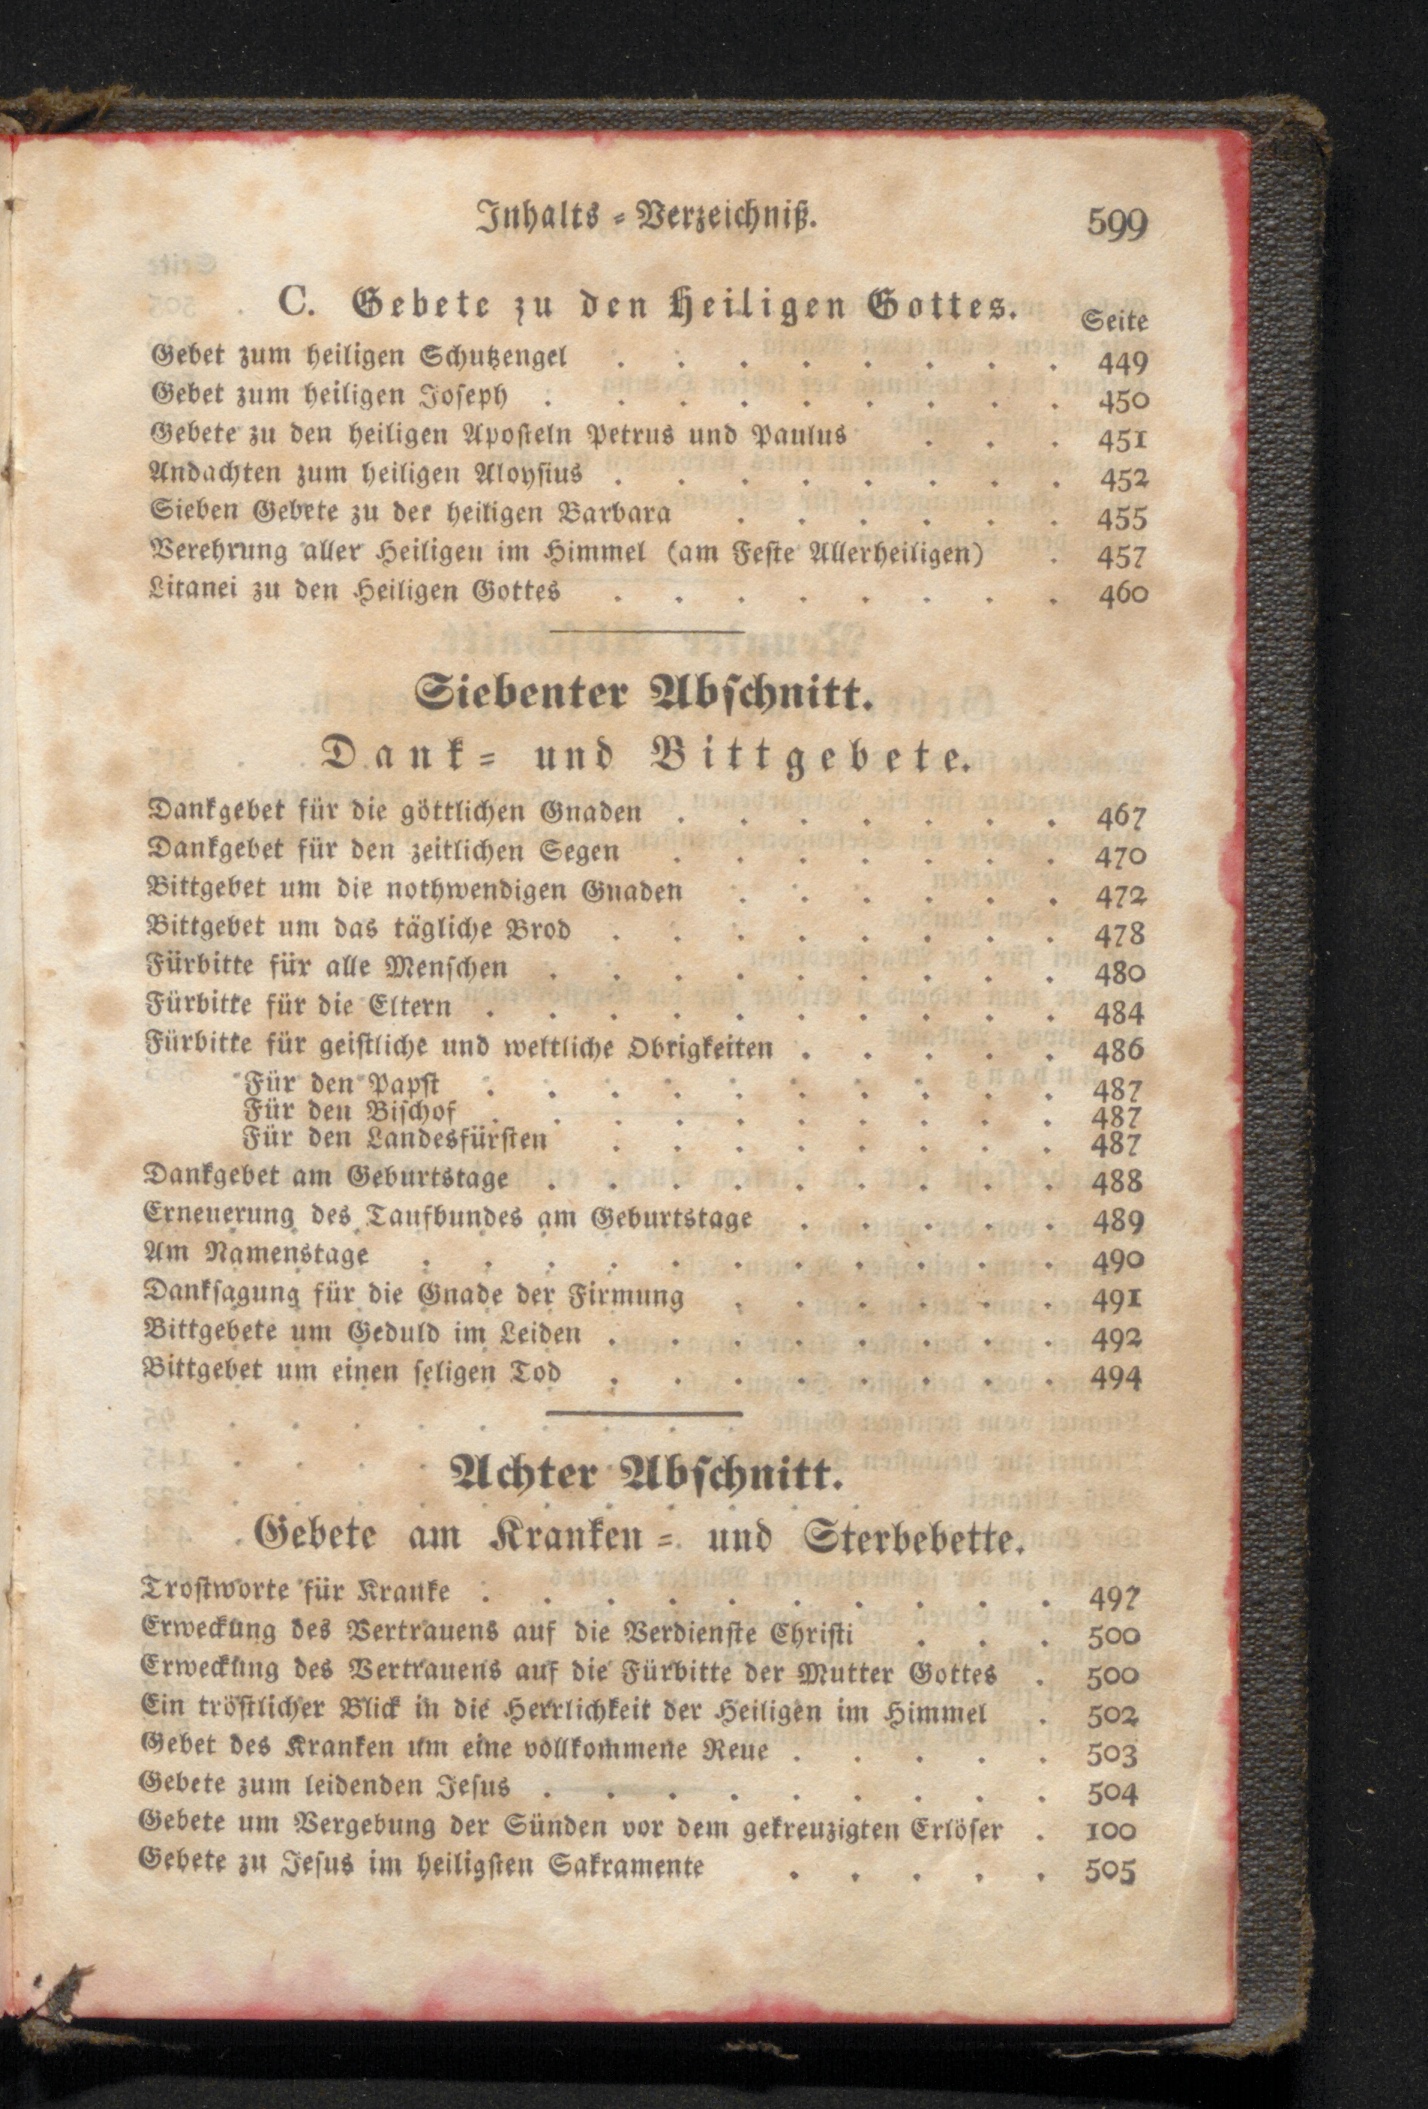 Inhalts-Verzeichniß. 599
C. Gebete zu den Heiligen Gottes.
Seite
Gebet zum heiligen Schutzengel . . . . . . . . 449
Gebet zum heiligen Joseph . . . . . . . . . 450
Gebete zu den heiligen Aposteln Petrus und Paulus . . . 451
Andachten zum heiligen Aloysius . . . . . . . . 452
Sieben Gebete zu der heiligen Barbara . . . . . . 455
Verehrung aller Heiligen im Himmel (am Feste Allerheiligen) . 457
Litanei zu den Heiligen Gottes . . . . . . . . 460
Siebenter Abschnitt.
Dank- und Bittgebete.
Dankgebet für die göttlichen Gnaden . . . . . . . 467
Dankgebet für den zeitlichen Segen . . . . . . . 470
Bittgebet um die nothwendigen Gnaden . . . . . . 472
Bittgebet um das tägliche Brod . . . . . . . . 478
Fürbitte für alle Menschen . . . . . . . . . 480
Fürbitte für die Eltern . . . . . . . . . . 484
Fürbitte für geistliche und weltliche Obrigkeiten . . . . . 486
Für den Papst . . . . . . . . . . 487
Für den Bischof . . . . . . . . . . 487
Für den Landesfürsten . . . . . . . . 487
Dankgebet am Geburtstage . . . . . . . . . 488
Erneuerung des Taufbundes am Geburtstage . . . . . 489
Am Namenstage . . . . . . . . . . . 490
Danksagung für die Gnade der Firmung . . . . . . 491
Bittgebete um Geduld im Leiden . . . . . . . . 492
Bittgebet um einen seligen Tod . . . . . . . . 494
Achter Abschnitt.
Gebete am Kranken- und Sterbebette.
Trostworte für Kranke . . . . . . . . . . 497
Erweckung des Vertrauens auf die Verdienste Christi . . . 500
Erweckung des Vertrauens auf die Fürbitte der Mutter Gottes . 500
Ein tröstlicher Blick in die Herrlichkeit der Heiligen im Himmel . 502
Gebet des Kranken um eine vollkommene Reue . . . . . 503
Gebete zum leidenden Jesus . . . . . . . . . 504
Gebete um Vergebung der Sünden vor dem gekreuzigten Erlöser . 100
Gebete zu Jesus im heiligsten Sakramente . . . . . 505